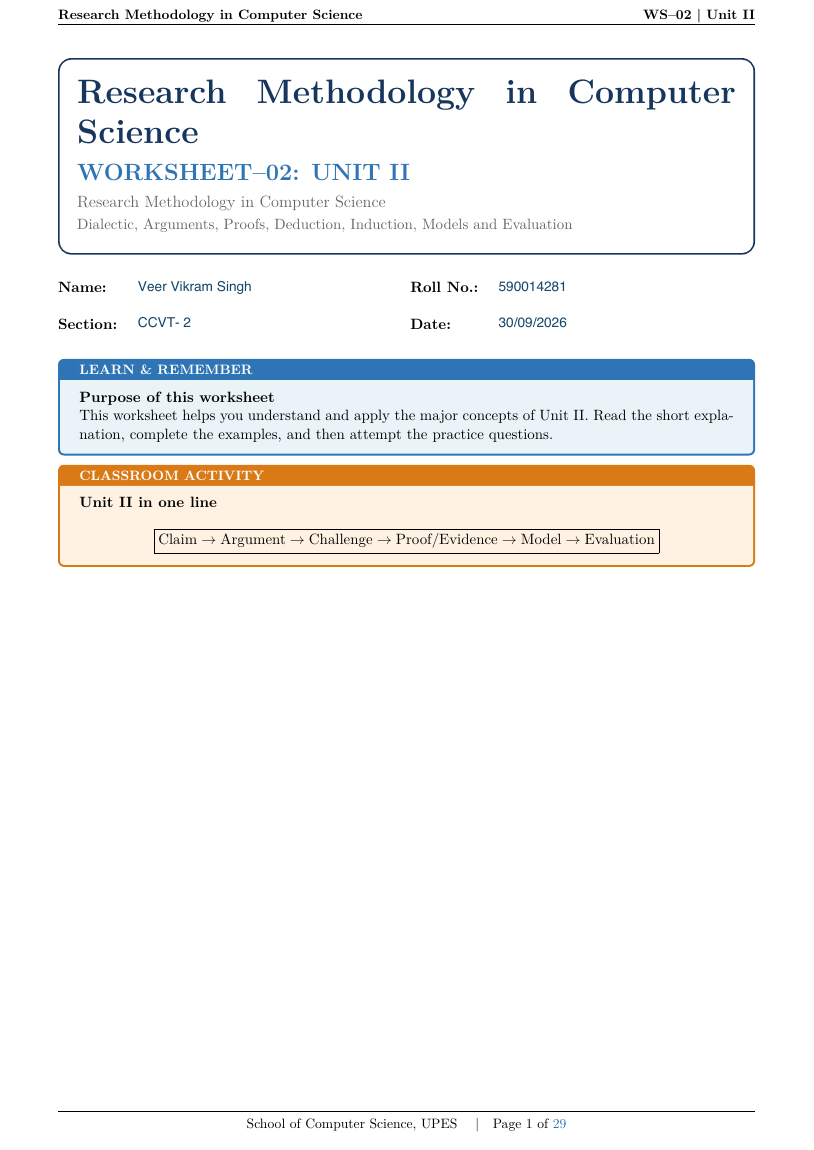 Research Methodology in Computer Science WS–02 | Unit II
Research Methodology in Computer
Science
WORKSHEET–02: UNIT II
Research Methodology in Computer Science
Dialectic, Arguments, Proofs, Deduction, Induction, Models and Evaluation
Name: Veer Vikram Singh Roll No.: 590014281
Section: CCVT- 2 Date: 30/09/2026
LEARN & REMEMBER
Purpose of this worksheet
This worksheet helps you understand and apply the major concepts of Unit II. Read the short expla-
nation, complete the examples, and then attempt the practice questions.
CLASSROOM ACTIVITY
Unit II in one line
Claim → Argument → Challenge → Proof/Evidence → Model → Evaluation
School of Computer Science, UPES | Page 1 of 29